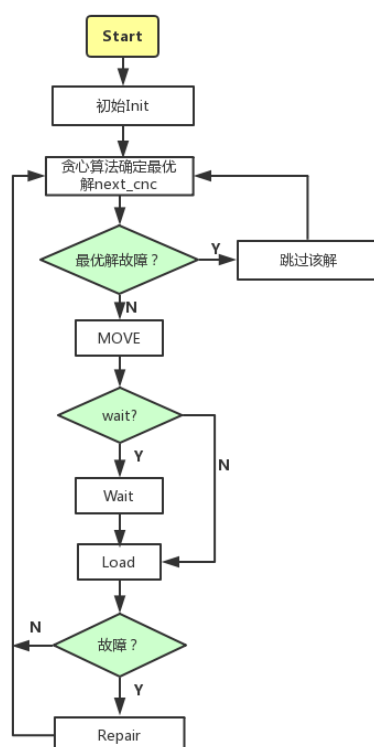 Start
初始Init
贪心算法确定最优
解next_cnc
最优解故障？
Y
跳过该解
N
MOVE
wait?
Y
N
Wait
Load
N
故障？
Y
Repair